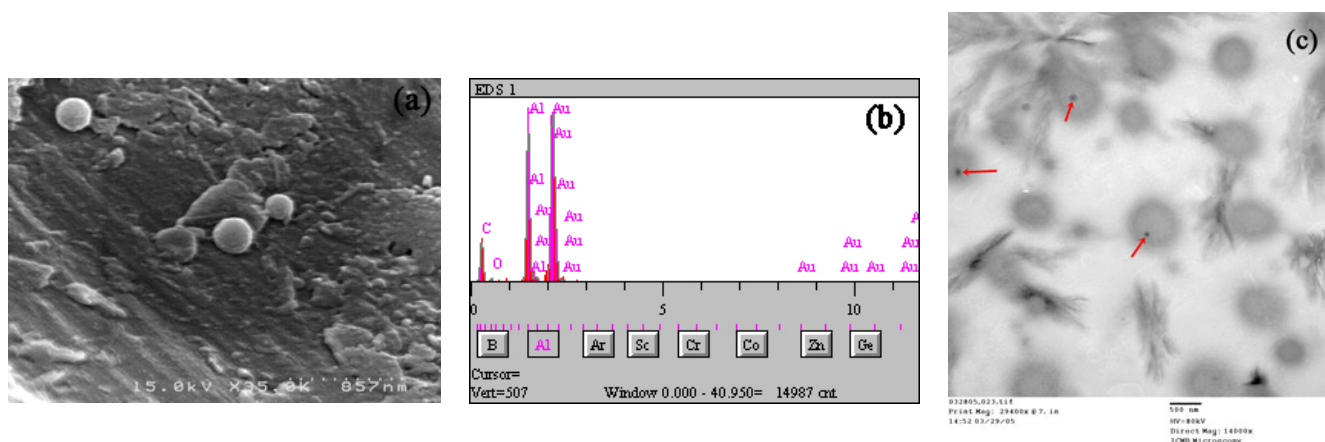 (a)
15.0kV X35.0K 857nm
EDS 1
(b)
Al Au
Au
Al Au
Au Au
C
O Au Au
Al Au
A
Au Au
Au Au Au Au
0 5 10
B Al Ar Sc Cr Co Zn Ge
Cursor=
Vert=507 Window 0.000 - 40.950= 14987 cnt
(c)
032805_023.tif
Print Mag: 29400x @ 7. in
14:52 03/29/05
500 nm
HV=80kV
Direct Mag: 14000x